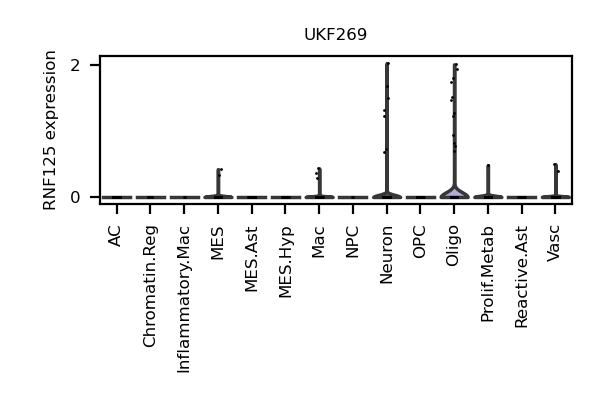 UKF269
RNF125 expression
2
0
AC
Chromatin.Reg
Inflammatory.Mac
MES
MES.Ast
MES.Hyp
Mac
NPC
Neuron
OPC
Oligo
Prolif.Metab
Reactive.Ast
Vasc